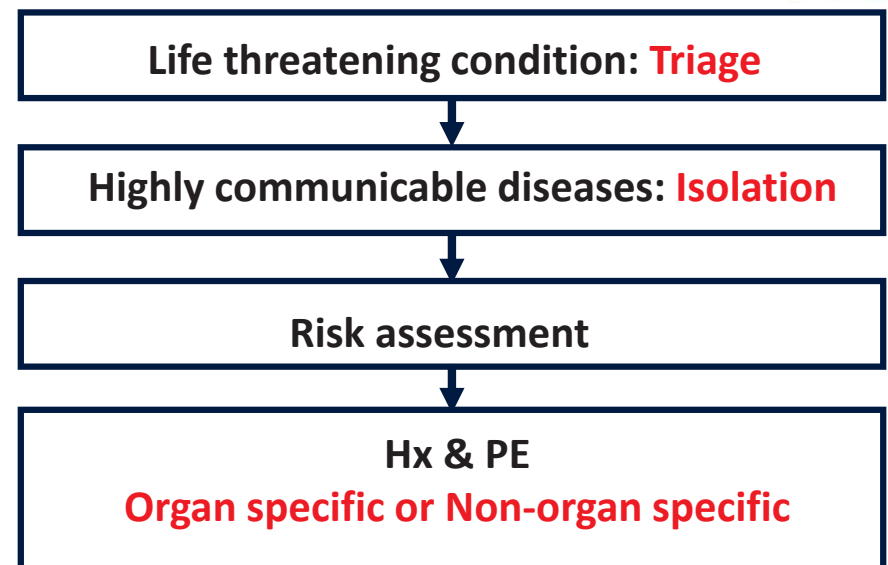 Life threatening condition: Triage
Highly communicable diseases: Isolation
Risk assessment
Hx & PE
Organ specific or Non-organ specific